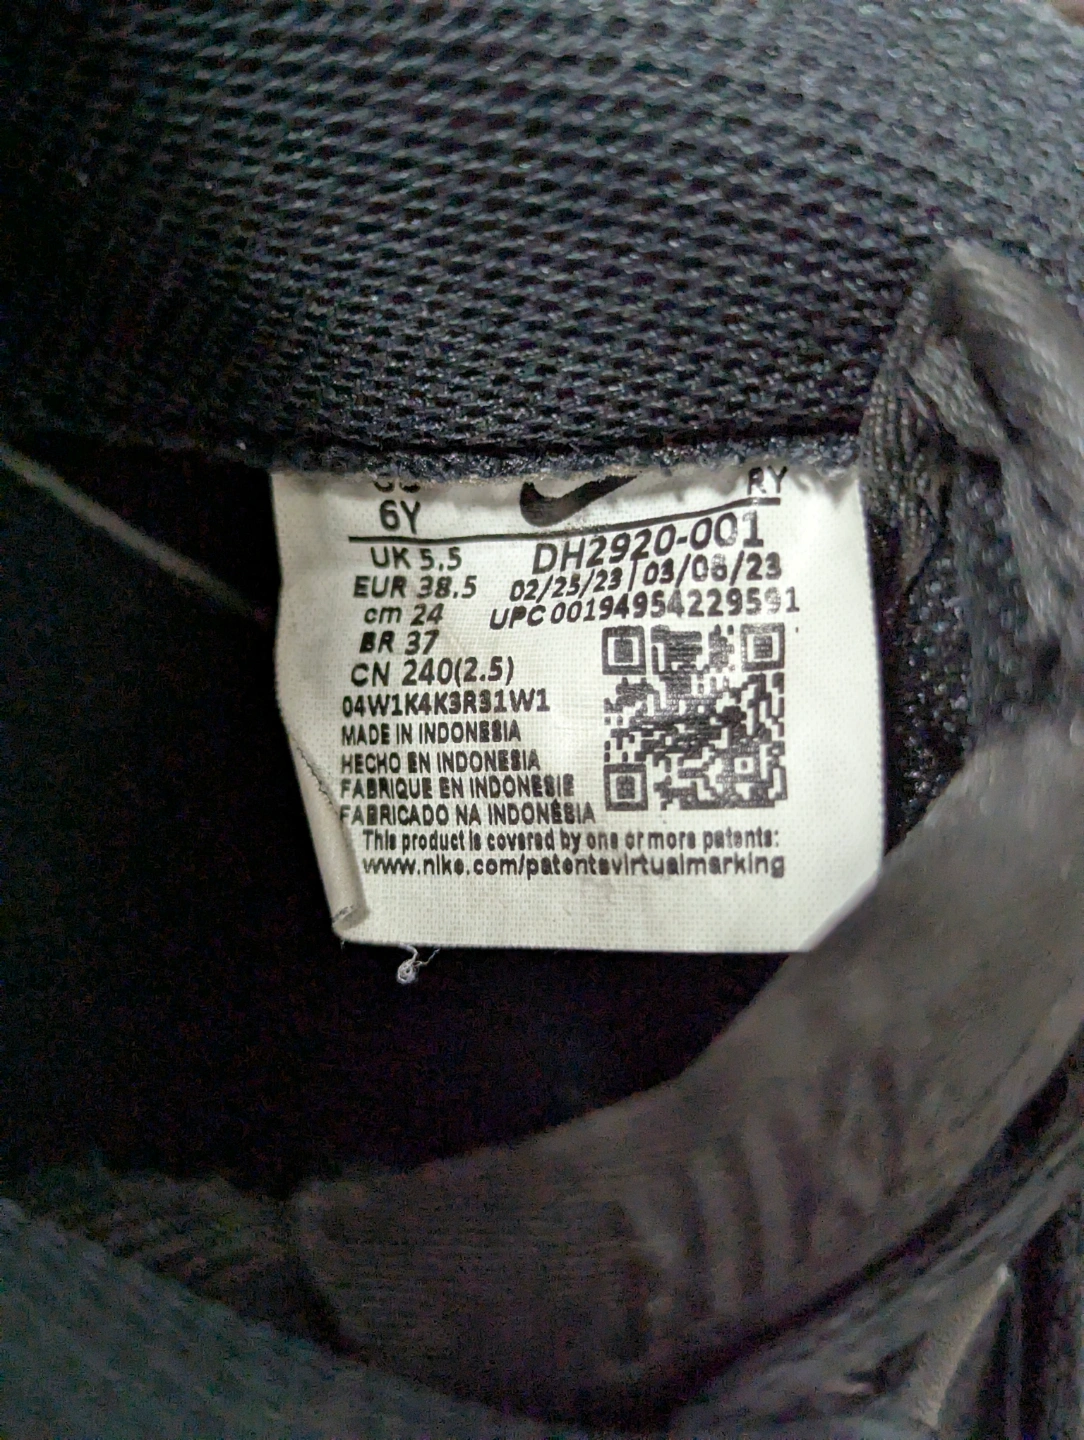 6Y RY
UK 5.5 DH2920-001
EUR 38.5 02/25/23 | 03/08/23
cm 24 UPC 00194954229591
BR 37
CN 240(2.5)
04W1K4K3R31W1
MADE IN INDONESIA
HECHO EN INDONESIA
FABRIQUE EN INDONESIE
FABRICADO NA INDONÉSIA
This product is covered by one or more patents:
www.nike.com/patentsvirtualmarking